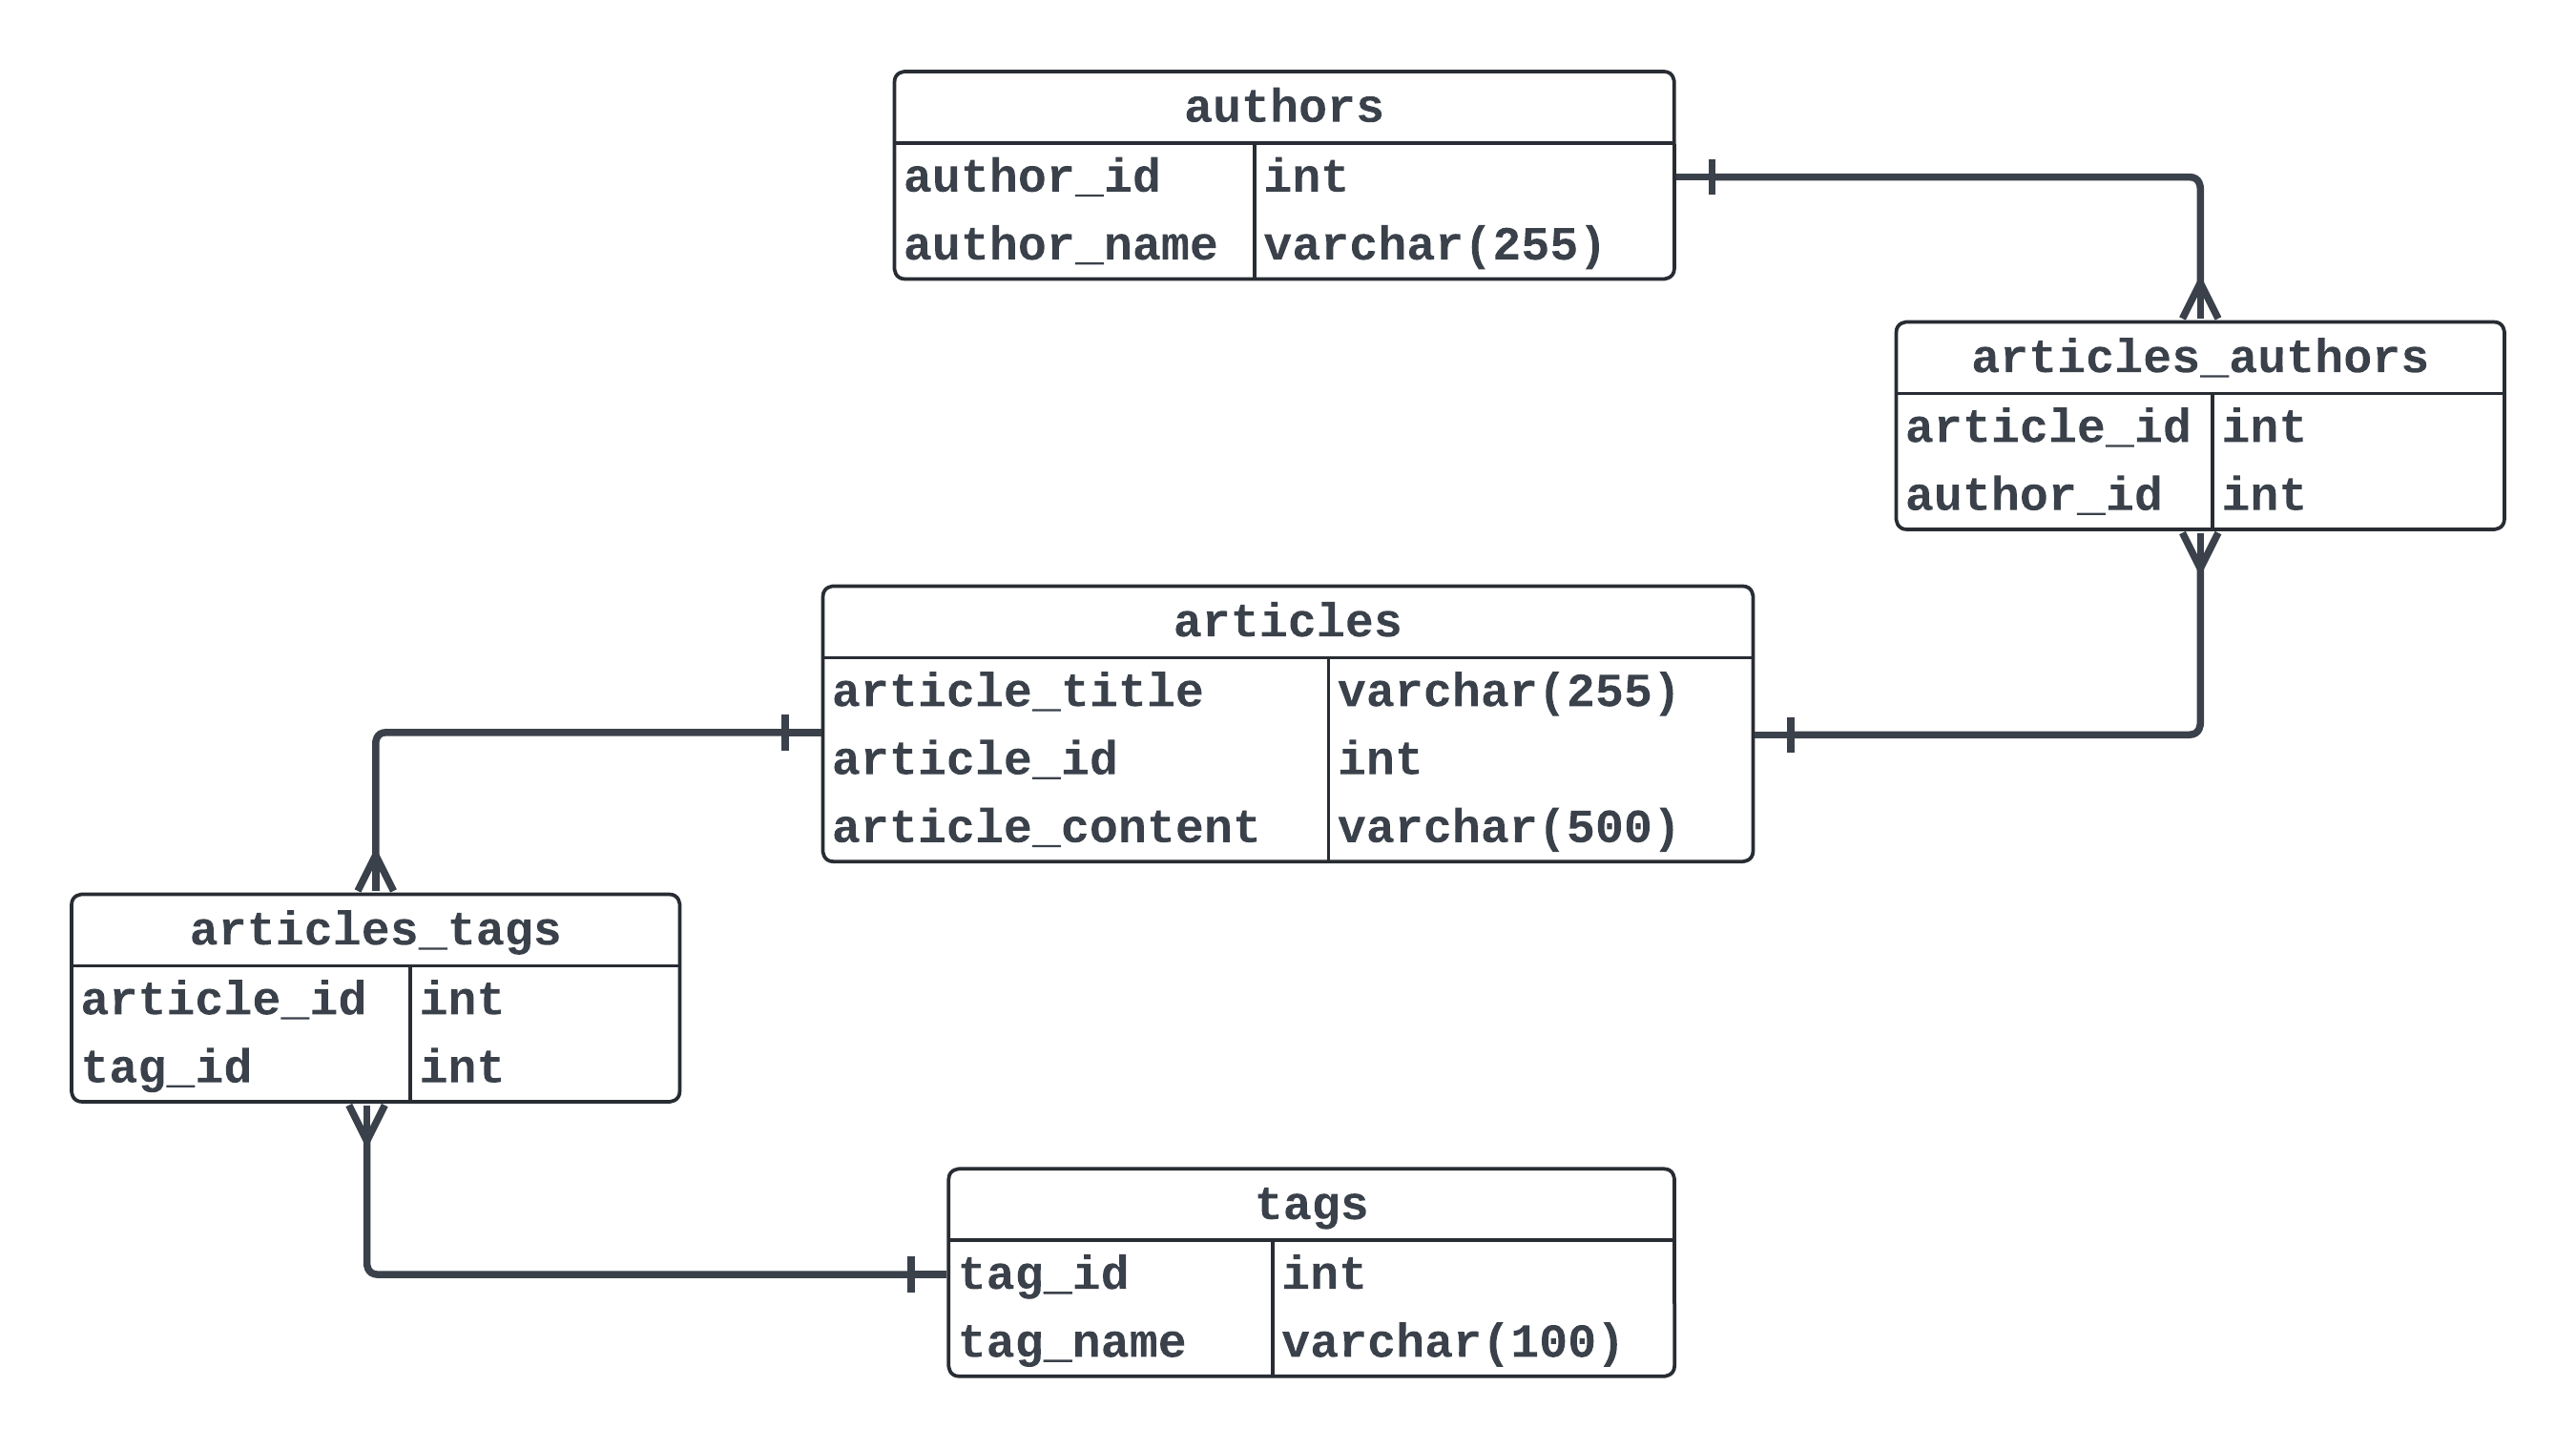 authors
author_id int
author_name varchar(255)
articles_authors
article_id int
author_id int
articles
article_title varchar(255)
article_id int
article_content varchar(500)
articles_tags
article_id int
tag_id int
tags
tag_id int
tag_name varchar(100)